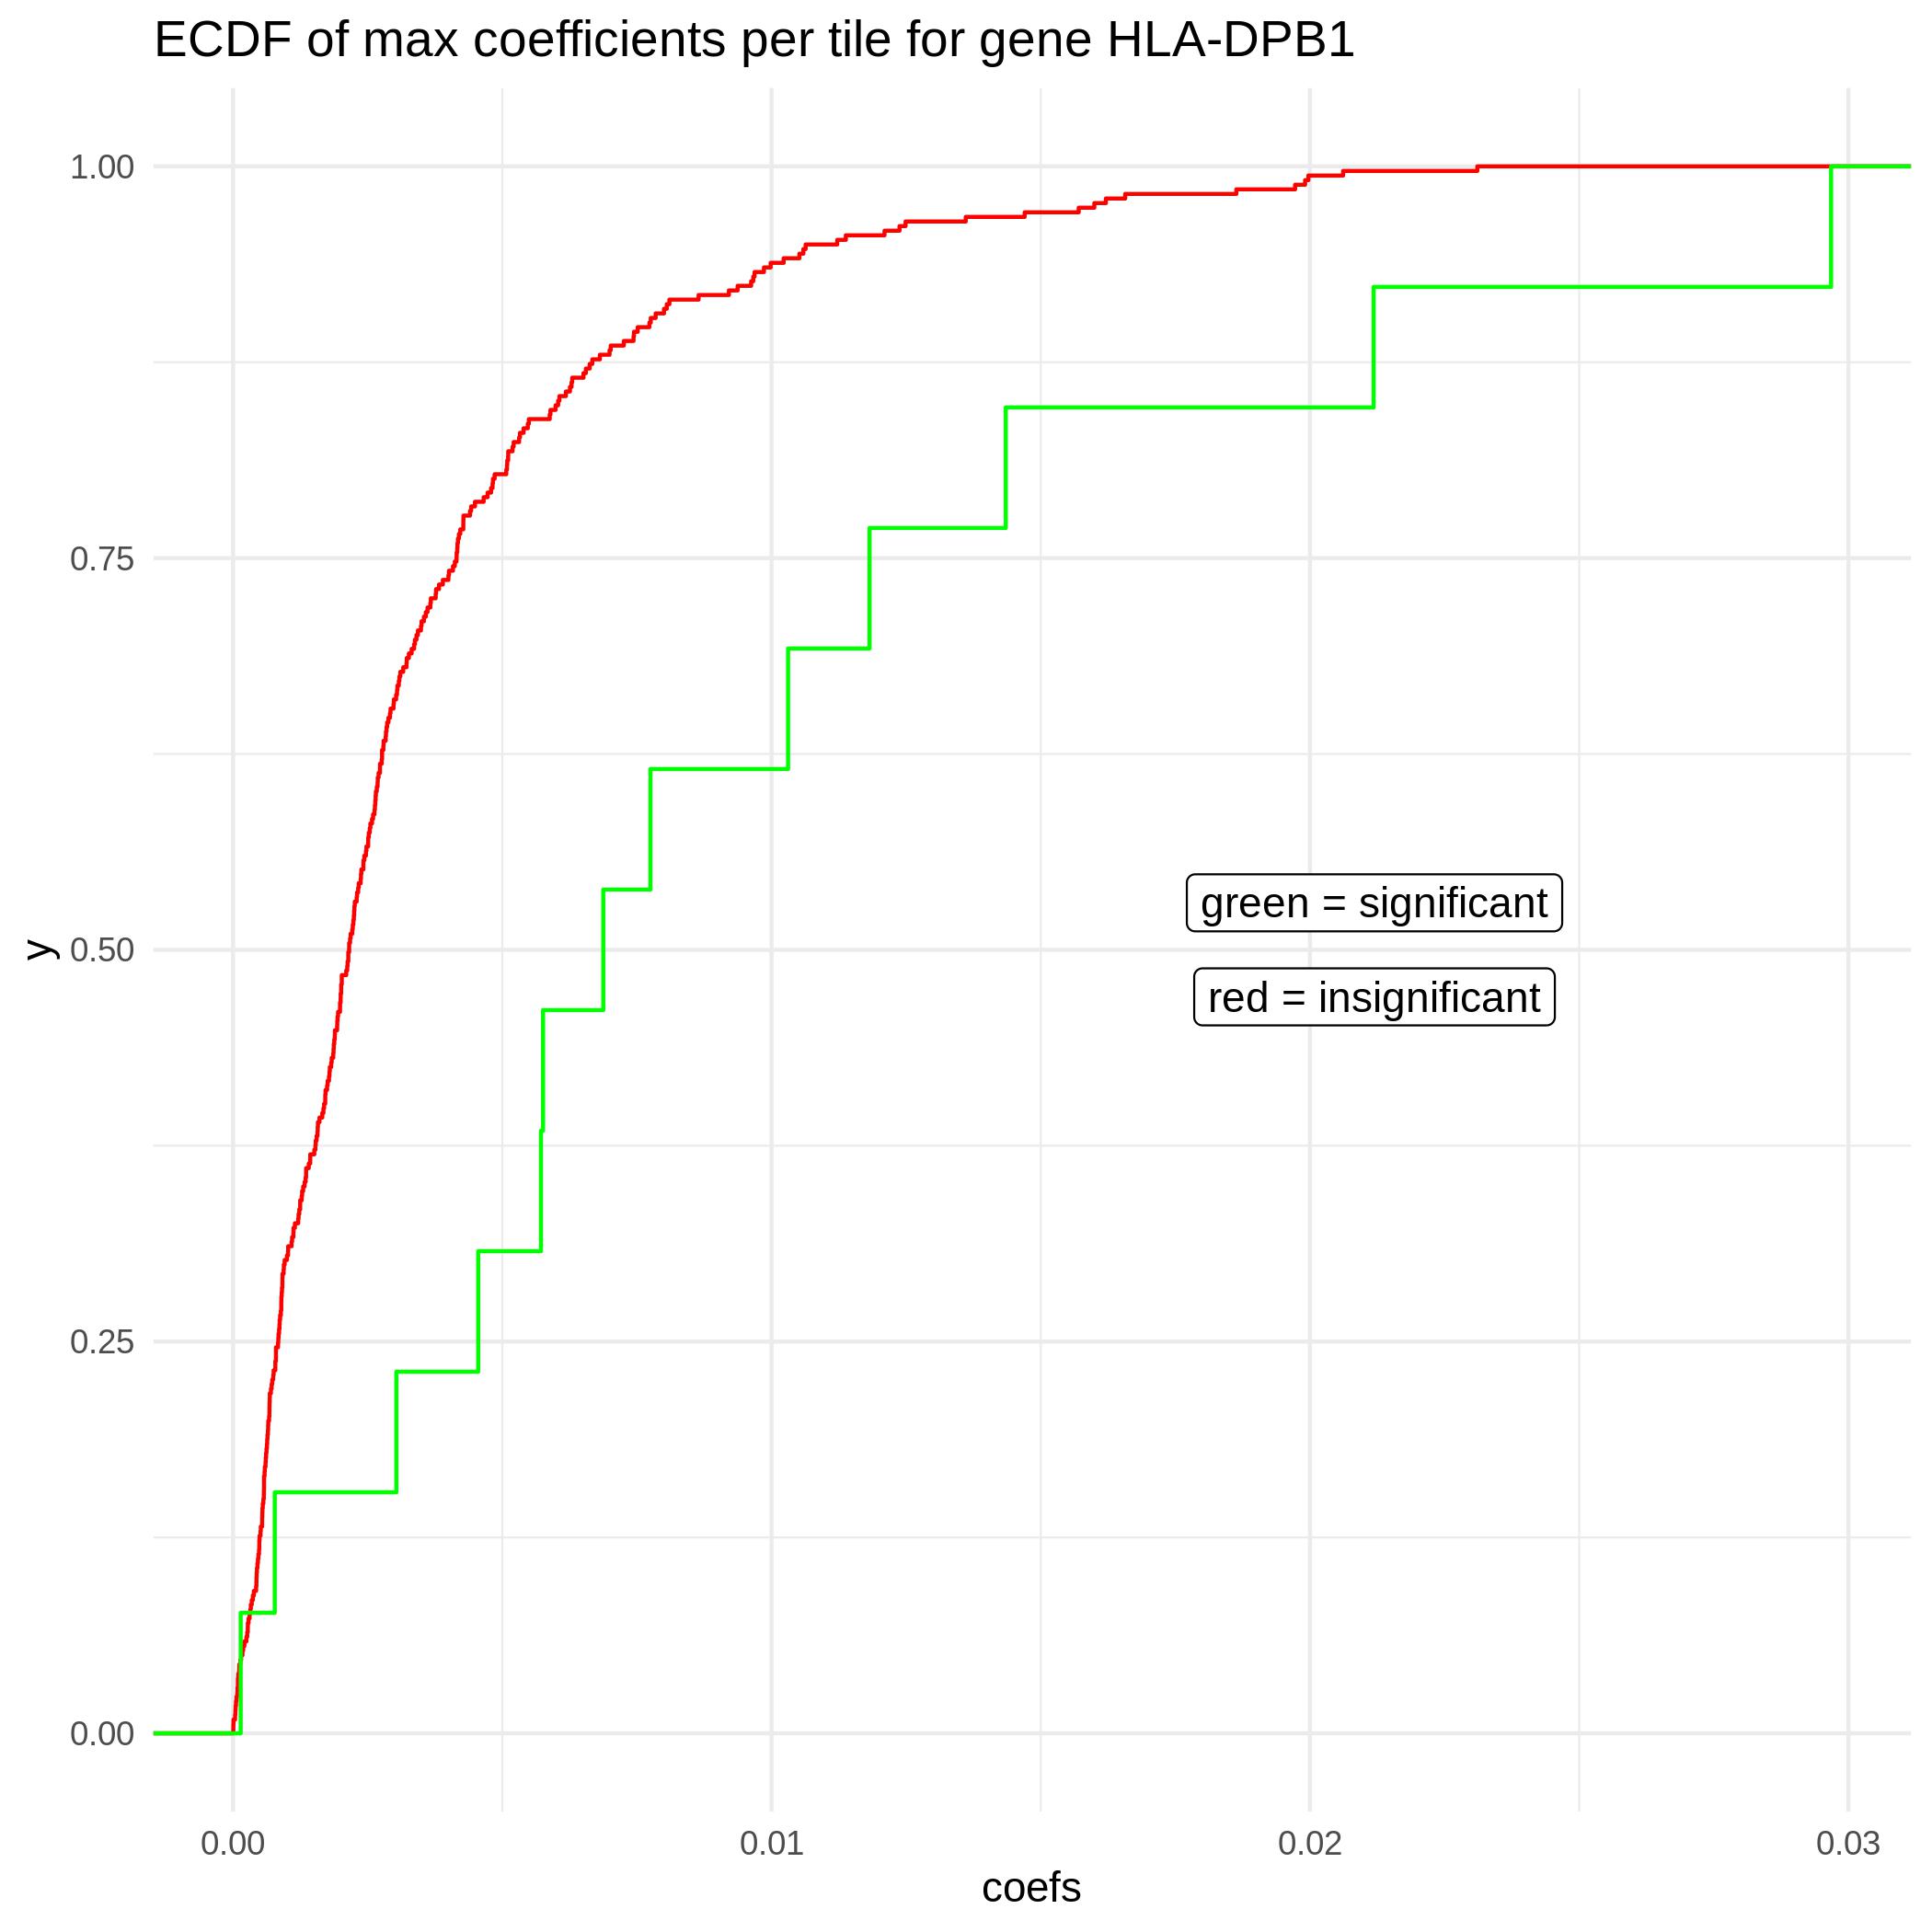 ECDF of max coefficients per tile for gene HLA-DPB1
1.00
0.75
0.50
0.25
0.00
y
green = significant
red = insignificant
0.00 0.01 0.02 0.03
coefs